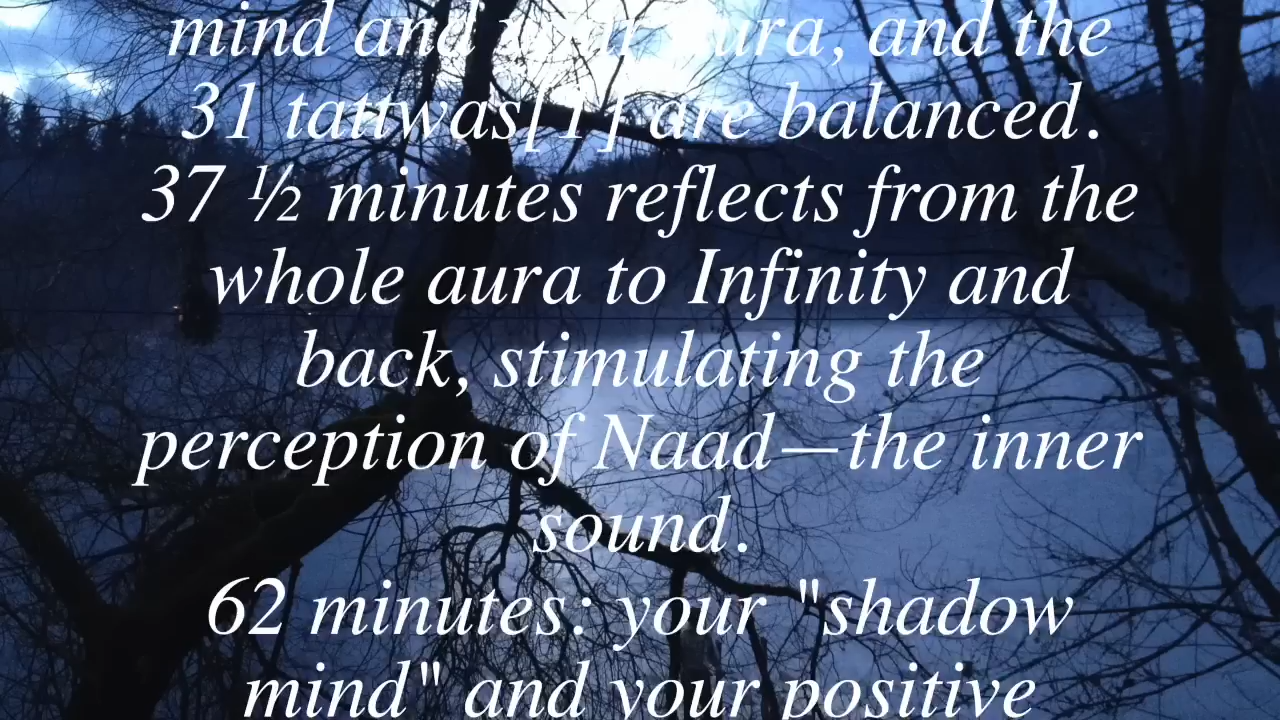 mind and your aura, and the
31 tattwas[1] are balanced.
37 ½ minutes reflects from the
whole aura to Infinity and
back, stimulating the
perception of Naad—the inner
sound.
62 minutes: your "shadow
mind" and your positive